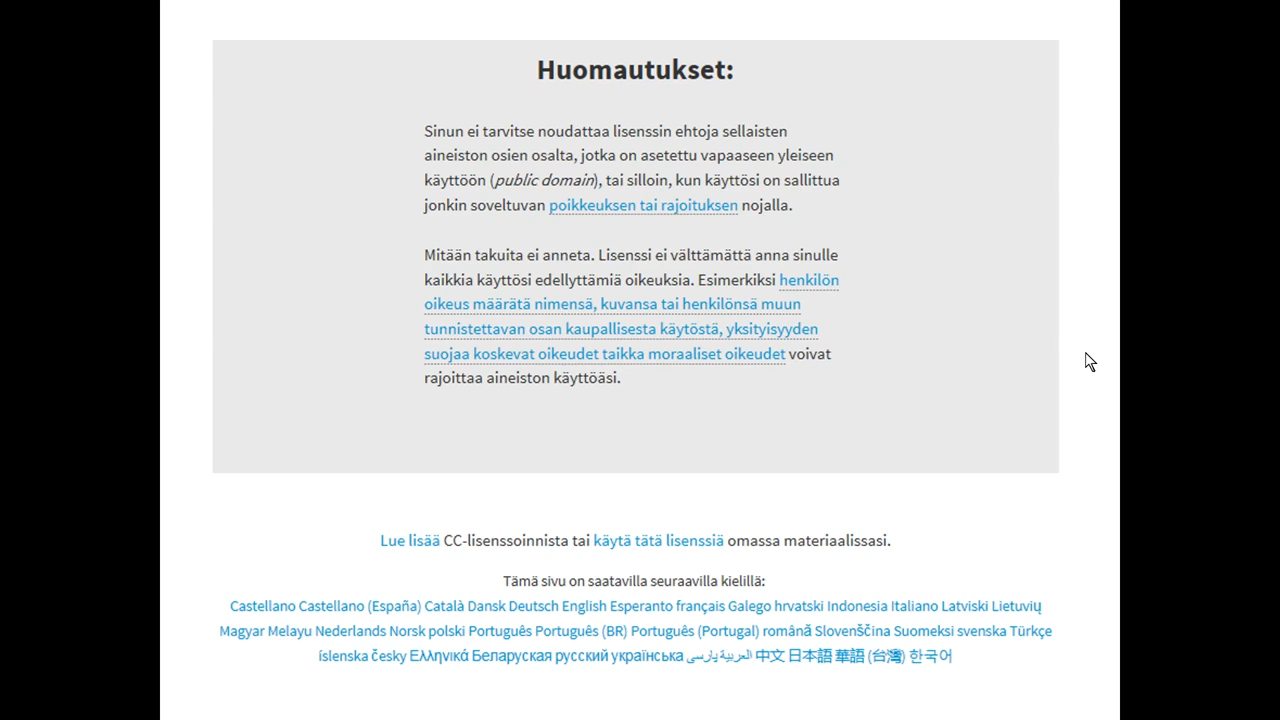 Huomautukset:
Sinun ei tarvitse noudattaa lisenssin ehtoja sellaisten
aineiston osien osalta, jotka on asetettu vapaaseen yleiseen
käyttöön (public domain), tai silloin, kun käyttösi on sallittua
jonkin soveltuvan poikkeuksen tai rajoituksen nojalla.
Mitään takuita ei anneta. Lisenssi ei välttämättä anna sinulle
kaikkia käyttösi edellyttämiä oikeuksia. Esimerkiksi henkilön
oikeus määrätä nimensä, kuvansa tai henkilönsä muun
tunnistettavan osan kaupallisesta käytöstä, yksityisyyden
suojaa koskevat oikeudet taikka moraaliset oikeudet voivat
rajoittaa aineiston käyttöäsi.
Lue lisää CC-lisenssoinnista tai käytä tätä lisenssiä omassa materiaalissasi.
Tämä sivu on saatavilla seuraavilla kielillä:
Castellano Castellano (España) Català Dansk Deutsch English Esperanto français Galego hrvatski Indonesia Italiano Latviski Lietuvių
Magyar Melayu Nederlands Norsk polski Português Português (BR) Português (Portugal) română Slovenščina Suomeksi svenska Türkçe
íslenska česky Ελληνικά Беларуская русский українська العربية پارسی 中文 日本語 華語 (台灣) 한국어